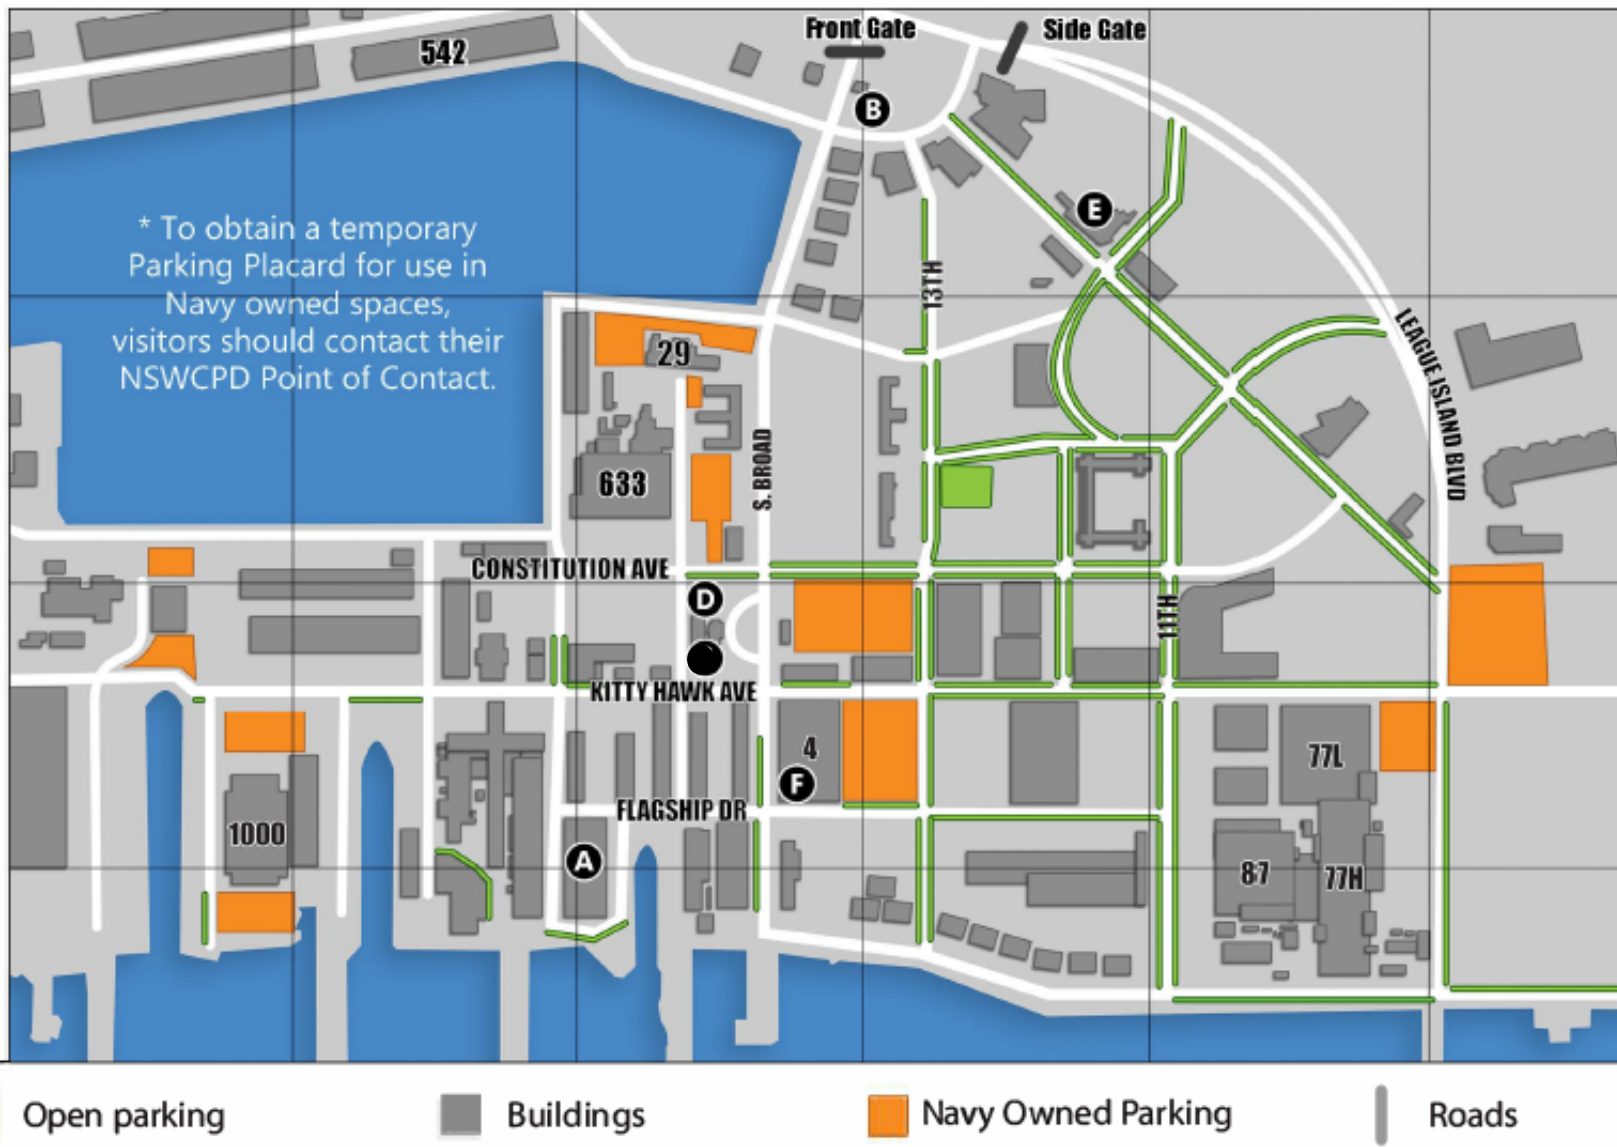 Front Gate
Side Gate
542
B
* To obtain a temporary
Parking Placard for use in
Navy owned spaces,
visitors should contact their
NSWCPD Point of Contact.
E
13TH
LEAGUE ISLAND BLVD
29
S. BROAD
633
CONSTITUTION AVE
D
11TH
KITTY HAWK AVE
4
77L
F
FLAGSHIP DR
1000
A
87
77H
Open parking
Buildings
Navy Owned Parking
Roads